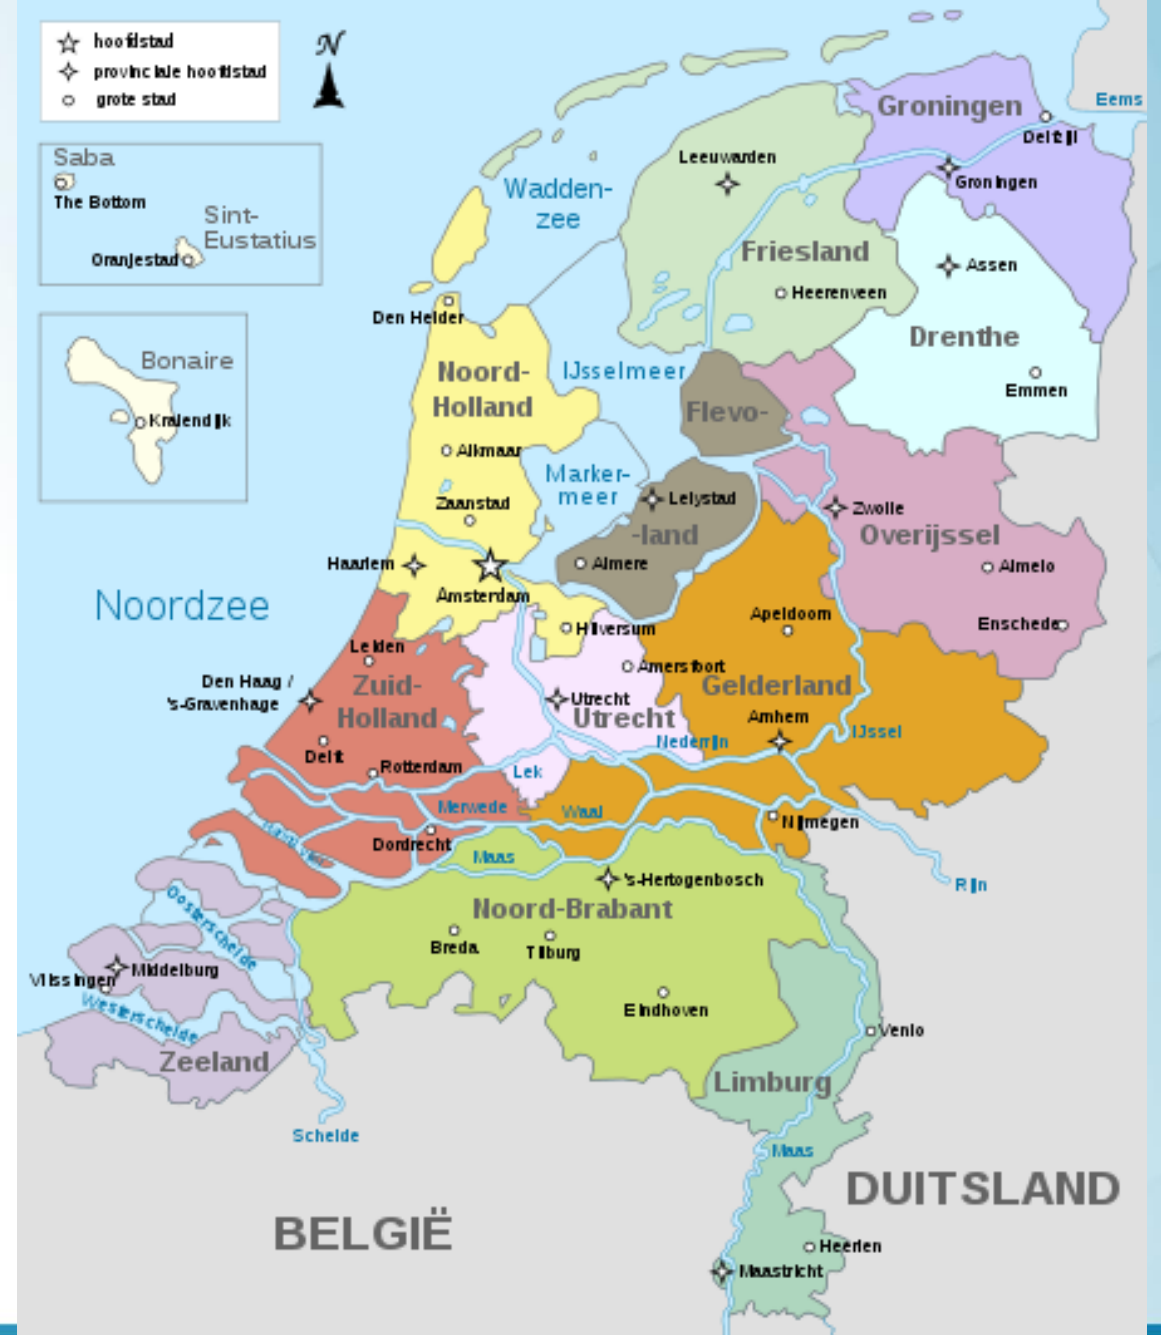 hoofdstad
provinciale hoofdstad
grote stad
N
Saba
The Bottom
Sint-
Eustatius
Oranjestad
Bonaire
Kralendijk
Groningen
Eems
Delfzijl
Leeuwarden
Groningen
Wadden-
zee
Friesland
Assen
Heerenveen
Den Helder
Drenthe
Noord-
Holland
IJsselmeer
Emmen
Flevo-
Alkmaar
Marker-
meer
Lelystad
Zaanstad
Zwolle
-land
Overijssel
Haarlem
Almere
Almelo
Amsterdam
Noordzee
Apeldoorn
Enschede
Hilversum
Leiden
Amersfoort
Den Haag /
's-Gravenhage
Zuid-
Holland
Utrecht
Utrecht
Gelderland
Arnhem
IJssel
Nederrijn
Delft
Rotterdam
Lek
Merwede
Waal
Nijmegen
Haringvliet
Dordrecht
Maas
Rijn
's-Hertogenbosch
Oosterschelde
Noord-Brabant
Breda
Tilburg
Middelburg
Vlissingen
Westerschelde
Eindhoven
Venlo
Zeeland
Limburg
Schelde
Maas
DUITSLAND
BELGIË
Heerlen
Maastricht